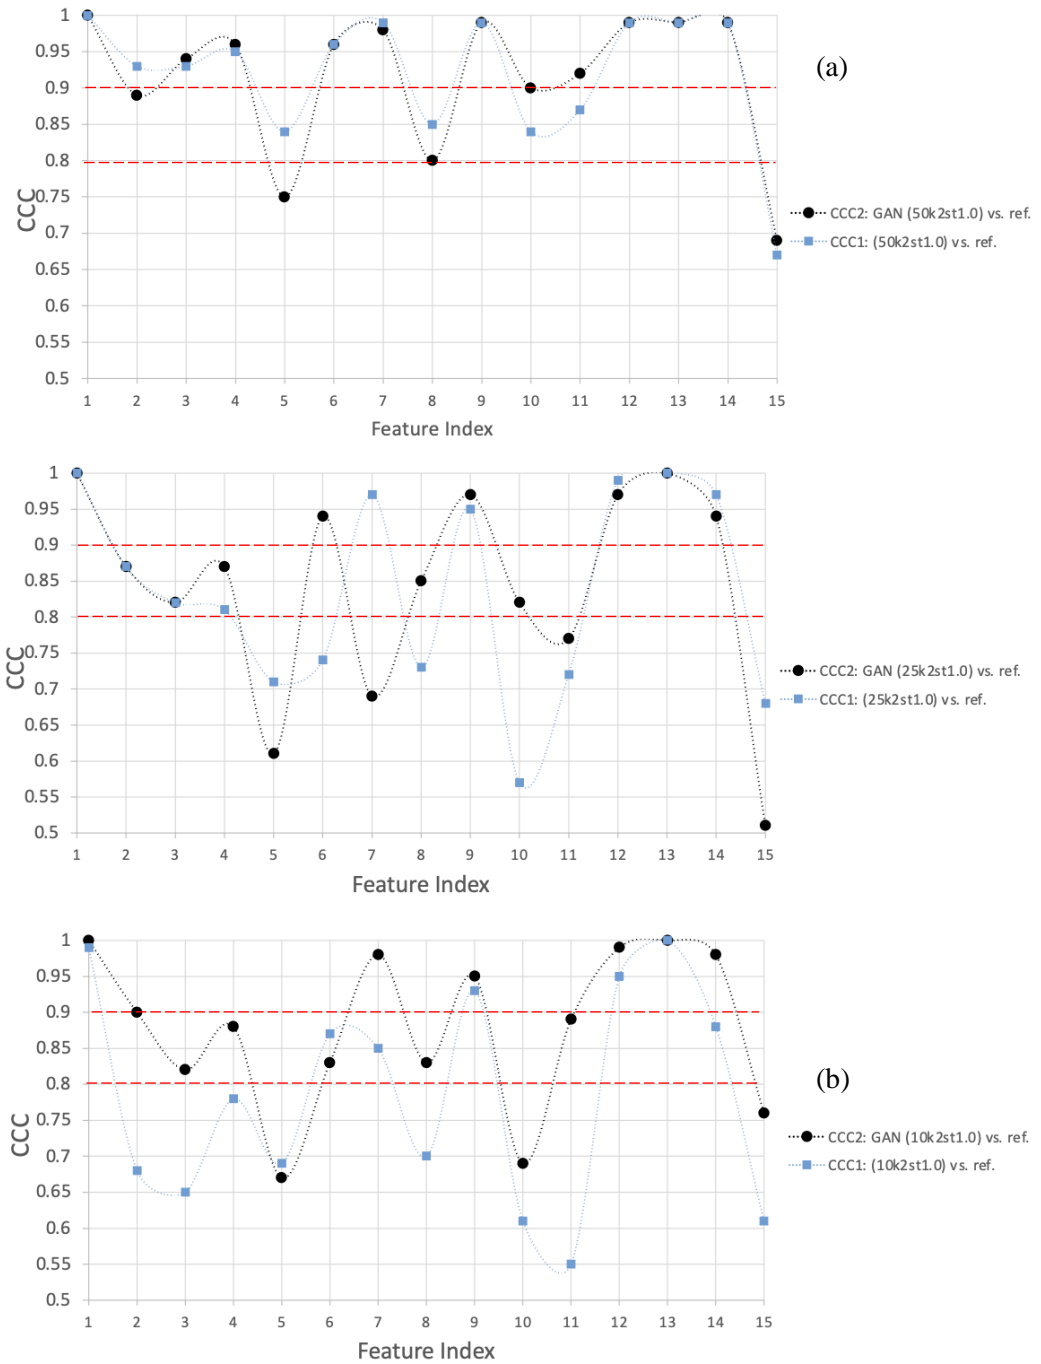 1
0.95
0.9
0.85
0.8
0.75
0.7
0.65
0.6
0.55
0.5
CCC
1 2 3 4 5 6 7 8 9 10 11 12 13 14 15
Feature Index
(a)
CCC2: GAN (50k2st1.0) vs. ref.
CCC1: (50k2st1.0) vs. ref.
1
0.95
0.9
0.85
0.8
0.75
0.7
0.65
0.6
0.55
0.5
CCC
1 2 3 4 5 6 7 8 9 10 11 12 13 14 15
Feature Index
CCC2: GAN (25k2st1.0) vs. ref.
CCC1: (25k2st1.0) vs. ref.
1
0.95
0.9
0.85
0.8
0.75
0.7
0.65
0.6
0.55
0.5
CCC
1 2 3 4 5 6 7 8 9 10 11 12 13 14 15
Feature Index
(b)
CCC2: GAN (10k2st1.0) vs. ref.
CCC1: (10k2st1.0) vs. ref.